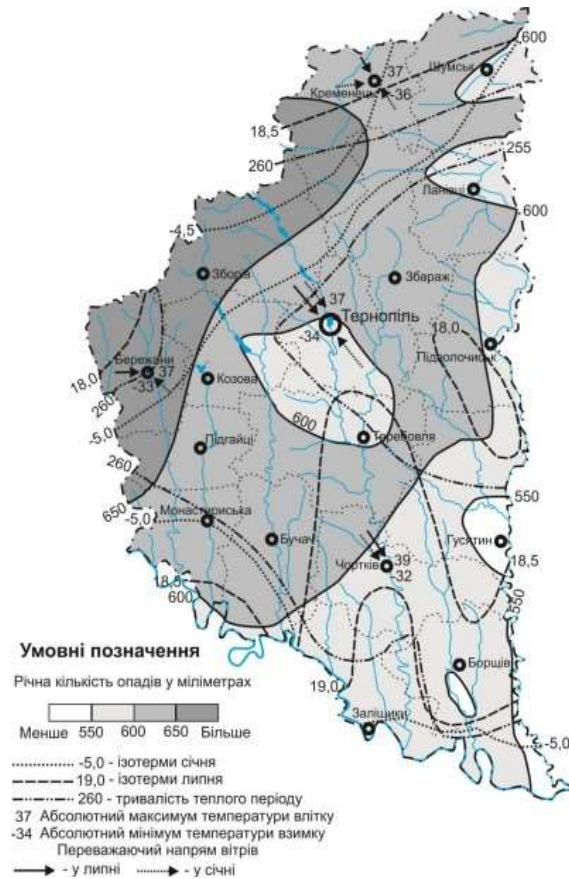 600
Шумськ
37
Кременець
-36
18,5
255
260
Ланівці
600
-4,5
Зборів
Збараж
37
Тернопіль
18,0
-34
Підволочиськ
Бережани
37
18,0
-33
Козова
260
-5,0
600
Теребовля
Підгайці
260
550
650
Монастириська
-5,0
Бучач
Гусятин
39
Чортків
-32
18,5
18,5
600
550
Умовні позначення
Борщів
Річна кількість опадів у міліметрах
19,0
Заліщики
Менше 550 600 650 Більше
-5,0
-5,0 - ізотерми січня
19,0 - ізотерми липня
260 - тривалість теплого періоду
37 Абсолютний максимум температури влітку
-34 Абсолютний мінімум температури взимку
Переважаючий напрям вітрів
- у липні - у січні